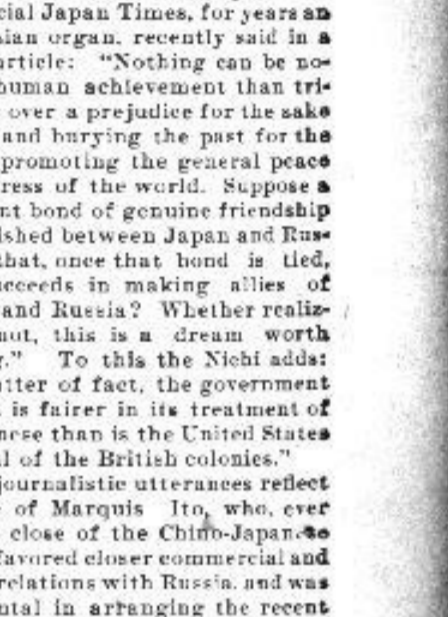 cial Japan Times, for years an
sian organ, recently said in a
article: "Nothing can be no-
human achievement than tri-
over a prejudice for the sake
and burying the past for the
promoting the general peace
ress of the world. Suppose a
nt bond of genuine friendship
ished between Japan and Rus-
that, once that bond is tied,
ucceeds in making allies of
and Russia? Whether realiz-
not, this is a dream worth
g." To this the Nichi adds:
atter of fact, the government
is fairer in its treatment of
nese than is the United States
al of the British colonies."
journalistic utterances reflect
of Marquis Ito, who, ever
close of the Chino-Japan
favored closer commercial and
relations with Russia, and was
ntal in arranging the recent